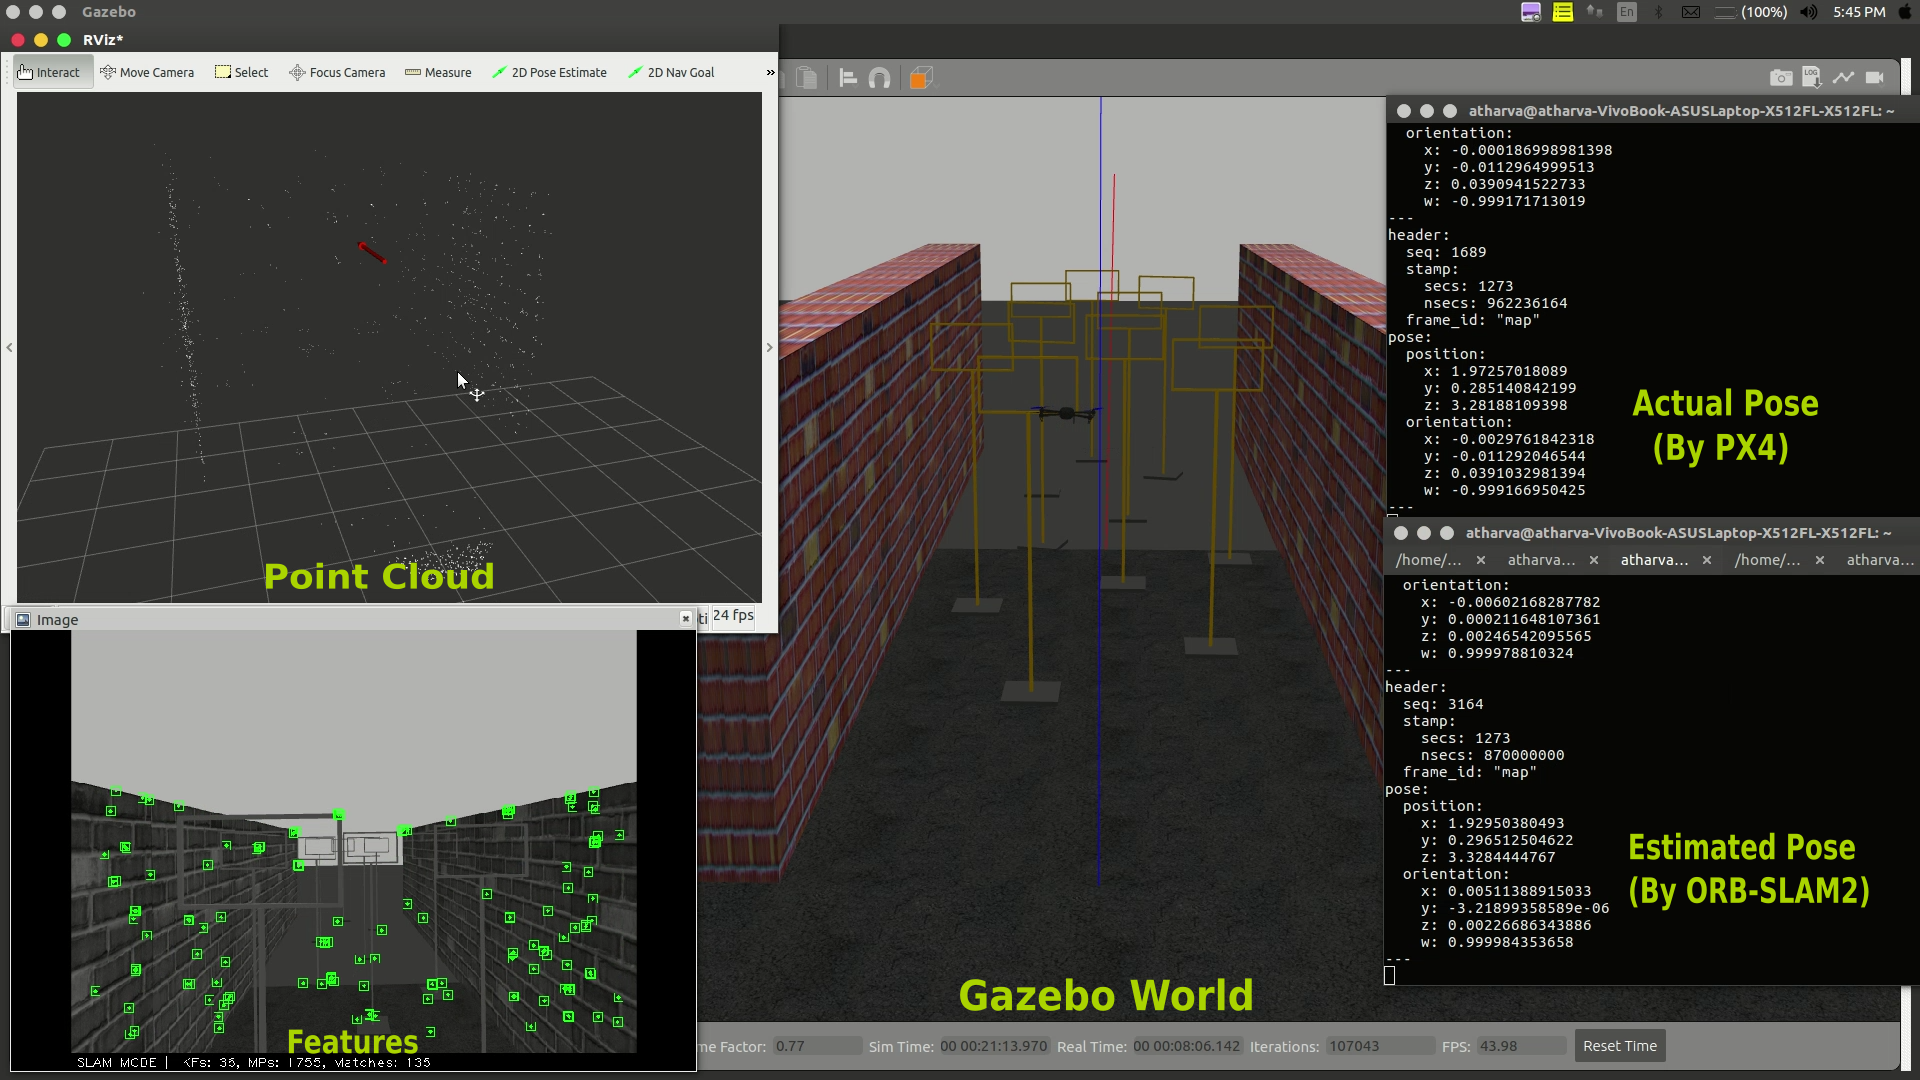 Gazebo
En
(100%)
5:45 PM
RViz*
Interact
Move Camera
Select
Focus Camera
Measure
2D Pose Estimate
2D Nav Goal
»
LOG
Point Cloud
24 fps
Image
Features
SLAM MODE | KFs: 35, MPs: 1755, Matches: 135
Gazebo World
me Factor: 0.77
Sim Time: 00 00:21:13.970
Real Time: 00 00:08:06.142
Iterations: 107043
FPS: 43.98
Reset Time
atharva@atharva-VivoBook-ASUSLaptop-X512FL-X512FL: ~
orientation:
x: -0.000186998981398
y: -0.0112964999513
z: 0.0390941522733
w: -0.999171713019
---
header:
seq: 1689
stamp:
secs: 1273
nsecs: 962236164
frame_id: "map"
pose:
position:
x: 1.97257018089
y: 0.285140842199
z: 3.28188109398
orientation:
x: -0.0029761842318
y: -0.011292046544
z: 0.0391032981394
w: -0.999166950425
---
Actual Pose
(By PX4)
atharva@atharva-VivoBook-ASUSLaptop-X512FL-X512FL: ~
/home/...
atharva...
atharva...
/home/...
atharva...
orientation:
x: -0.00602168287782
y: 0.000211648107361
z: 0.00246542095565
w: 0.999978810324
---
header:
seq: 3164
stamp:
secs: 1273
nsecs: 870000000
frame_id: "map"
pose:
position:
x: 1.92950380493
y: 0.296512504622
z: 3.3284444767
orientation:
x: 0.00511388915033
y: -3.21899358589e-06
z: 0.00226686343886
w: 0.999984353658
---
Estimated Pose
(By ORB-SLAM2)